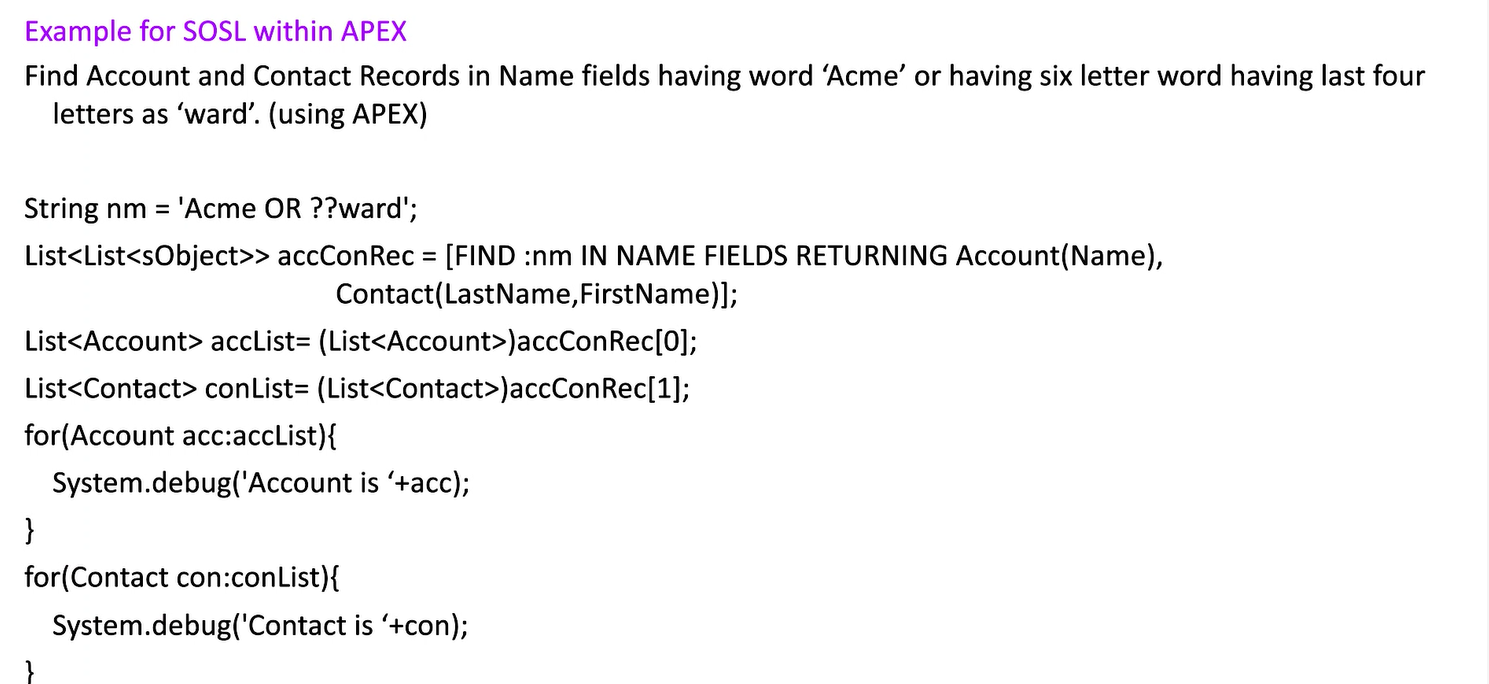 Example for SOSL within APEX
Find Account and Contact Records in Name fields having word ‘Acme’ or having six letter word having last four
letters as ‘ward’. (using APEX)
String nm = 'Acme OR ??ward';
List<List<sObject>> accConRec = [FIND :nm IN NAME FIELDS RETURNING Account(Name),
Contact(LastName,FirstName)];
List<Account> accList= (List<Account>)accConRec[0];
List<Contact> conList= (List<Contact>)accConRec[1];
for(Account acc:accList){
System.debug('Account is ‘+acc);
}
for(Contact con:conList){
System.debug('Contact is ‘+con);
}